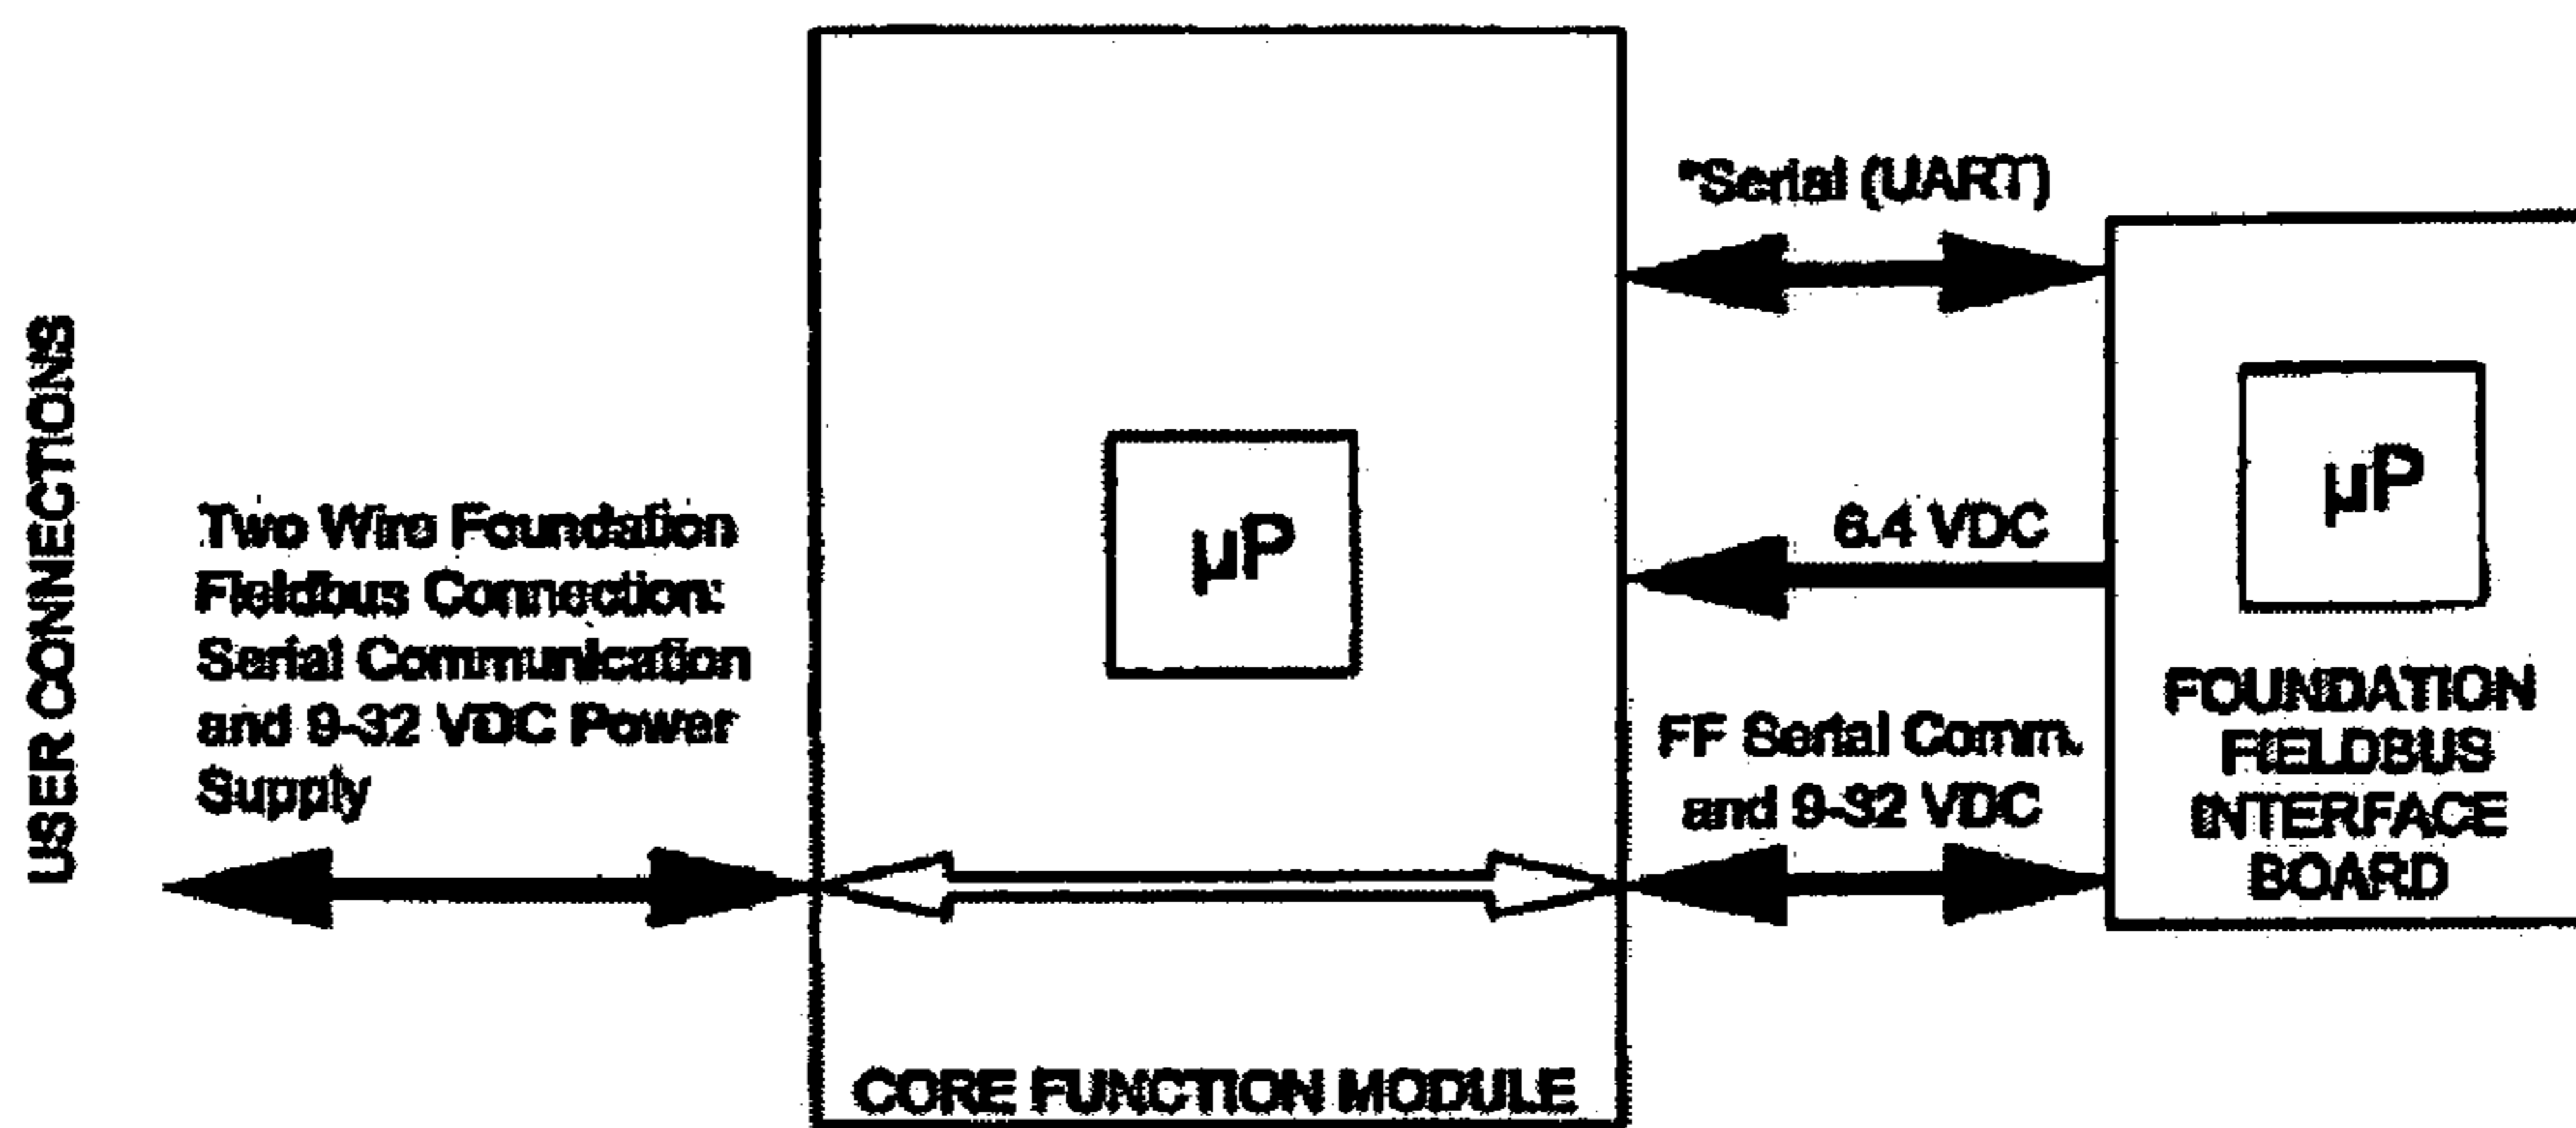 USER CONNECTIONS
Two Wire Foundation
Fieldbus Connection:
Serial Communication
and 9-32 VDC Power
Supply
µP
CORE FUNCTION MODULE
"Serial (UART)
6.4 VDC
FF Serial Comm.
and 9-32 VDC
µP
FOUNDATION
FIELDBUS
INTERFACE
BOARD